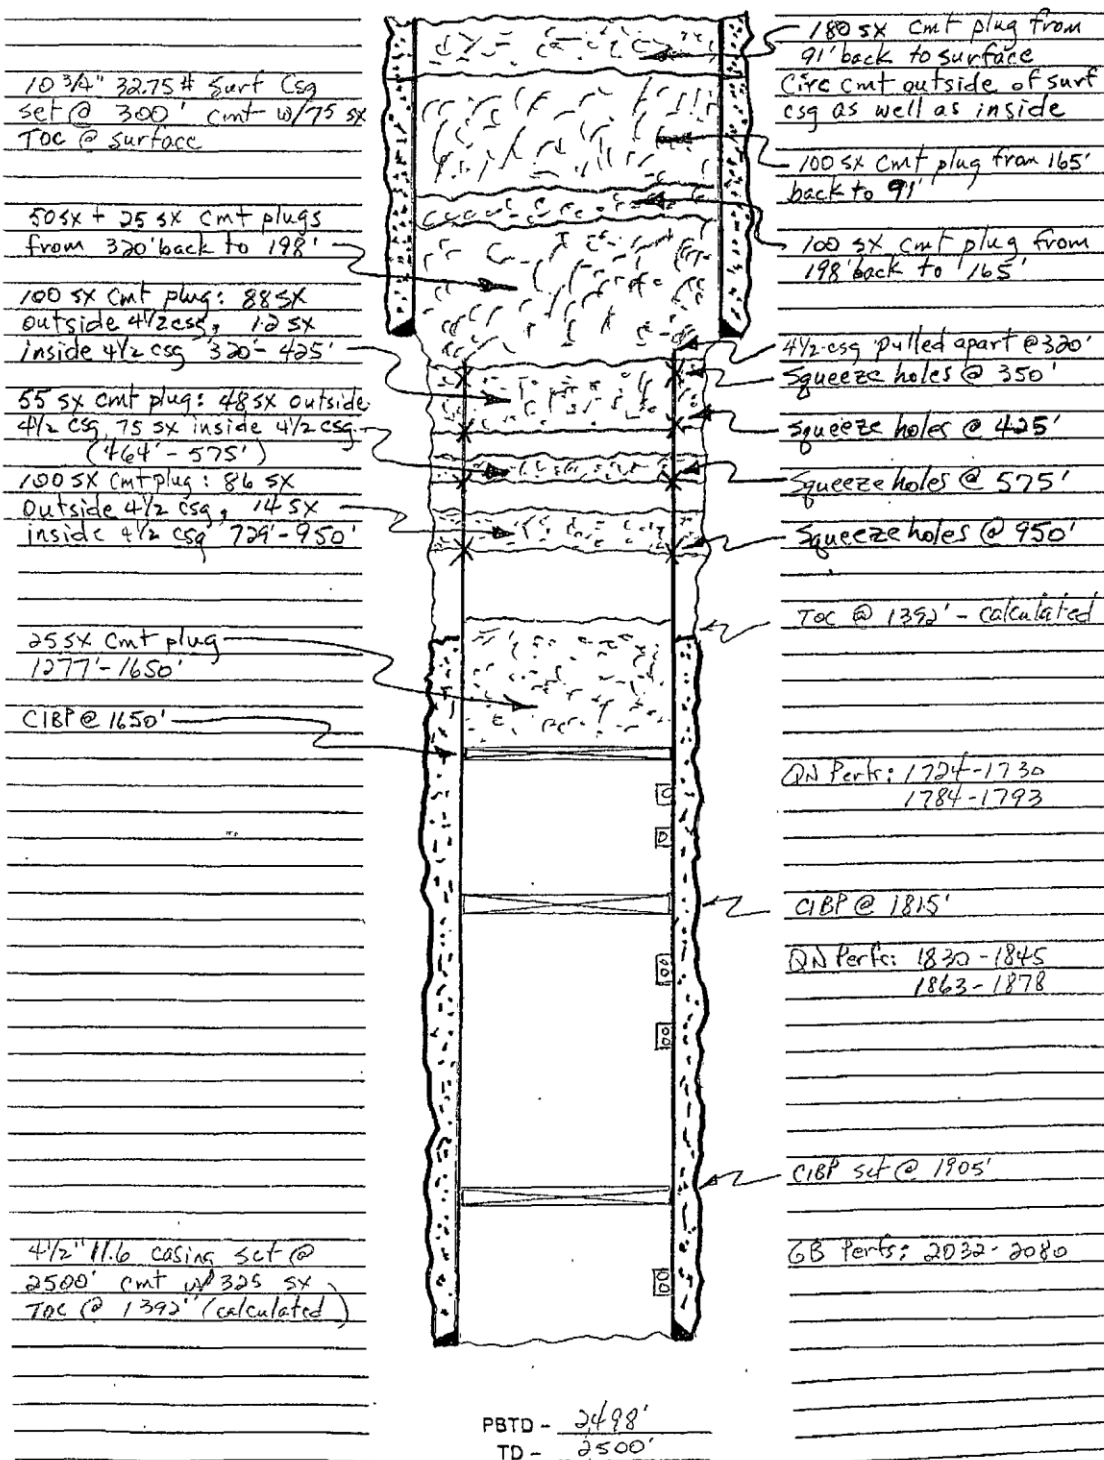 10 3/4" 32.75# Surf Csg
set @ 300' cmt w/75 sx
TOC @ surface
50 sx + 25 sx cmt plugs
from 320' back to 198'
100 sx cmt plug: 88 sx
outside 4 1/2 csg, 12 sx
inside 4 1/2 csg 320'-425'
55 sx cmt plug: 48 sx outside
4 1/2 csg, 75 sx inside 4 1/2 csg
(464'-575')
100 sx cmt plug: 86 sx
outside 4 1/2 csg, 14 sx
inside 4 1/2 csg 729'-950'
25 sx cmt plug
1277'-1650'
CIBP @ 1650'
4 1/2" 11.6 casing set @
2500' cmt w/ 325 sx
TOC @ 1392' (calculated)
180 sx cmt plug from
91' back to surface
Circ cmt outside of surf
csg as well as inside
100 sx cmt plug from 165'
back to 91'
100 sx cmt plug from
198' back to 165'
4 1/2 csg pulled apart @ 320'
Squeeze holes @ 350'
Squeeze holes @ 425'
Squeeze holes @ 575'
Squeeze holes @ 950'
TOC @ 1392' - calculated
QN Perfs: 1724-1730
1784-1793
CIBP @ 1815'
QN Perfs: 1830-1845
1863-1878
CIBP set @ 1905'
GB Perfs: 2032-2080
PBTD - 2498'
TD - 2500'